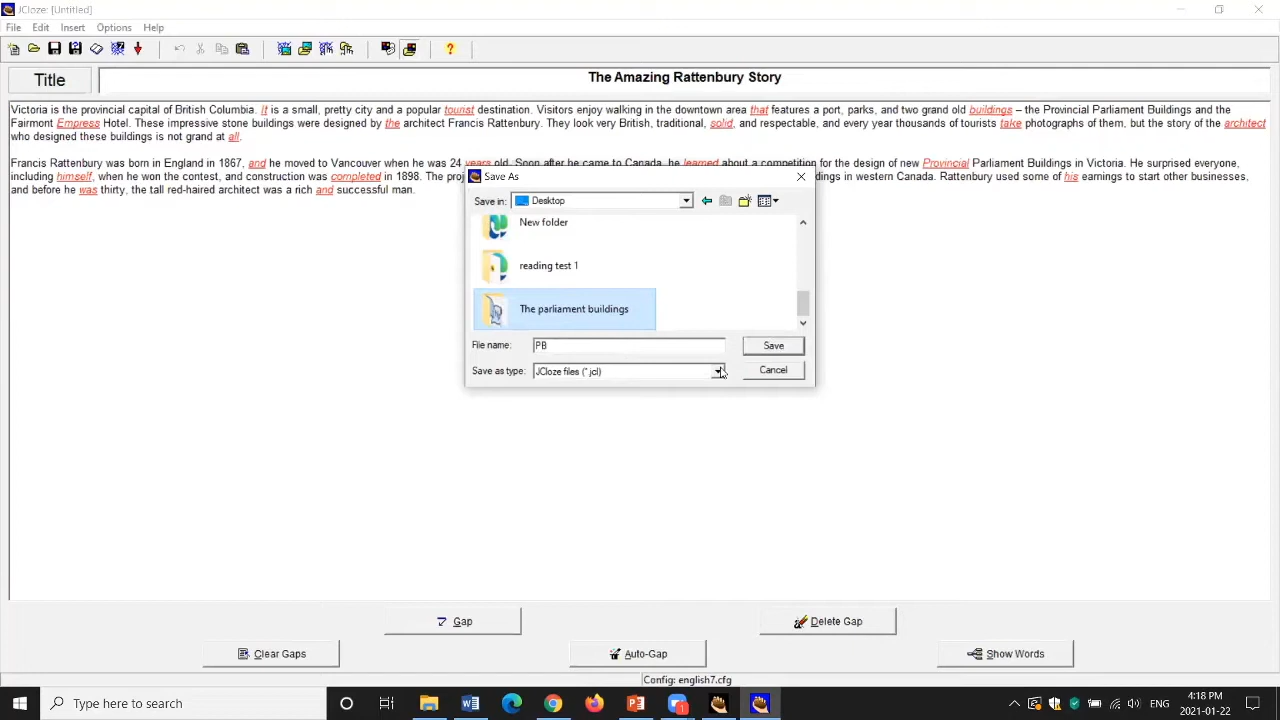 JCloze: [Untitled]
File Edit Insert Options Help
Title
The Amazing Rattenbury Story
Victoria is the provincial capital of British Columbia. It is a small, pretty city and a popular tourist destination. Visitors enjoy walking in the downtown area that features a port, parks, and two grand old buildings – the Provincial Parliament Buildings and the
Fairmont Empress Hotel. These impressive stone buildings were designed by the architect Francis Rattenbury. They look very British, traditional, solid, and respectable, and every year thousands of tourists take photographs of them, but the story of the architect
who designed these buildings is not grand at all.
Francis Rattenbury was born in England in 1867, and he moved to Vancouver when he was 24 years old. Soon after he came to Canada, he learned about a competition for the design of new Provincial Parliament Buildings in Victoria. He surprised everyone,
including himself, when he won the contest, and construction was completed in 1898. The proj
dings in western Canada. Rattenbury used some of his earnings to start other businesses,
and before he was thirty, the tall red-haired architect was a rich and successful man.
Save As
Save in: Desktop
New folder
reading test 1
The parliament buildings
File name: PB Save
Save as type: JCloze files (*.jcl) Cancel
Gap Delete Gap
Clear Gaps Auto-Gap Show Words
Config: english7.cfg
Type here to search
ENG
4:18 PM
2021-01-22